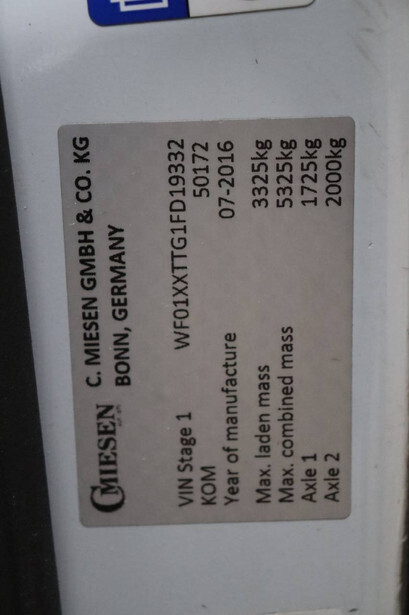 C MIESEN C. MIESEN GMBH & CO. KG
BONN, GERMANY
VIN Stage 1 WF01XXTTG1FD19332
KOM 50172
Year of manufacture 07-2016
Max. laden mass 3325kg
Max. combined mass 5325kg
Axle 1 1725kg
Axle 2 2000kg